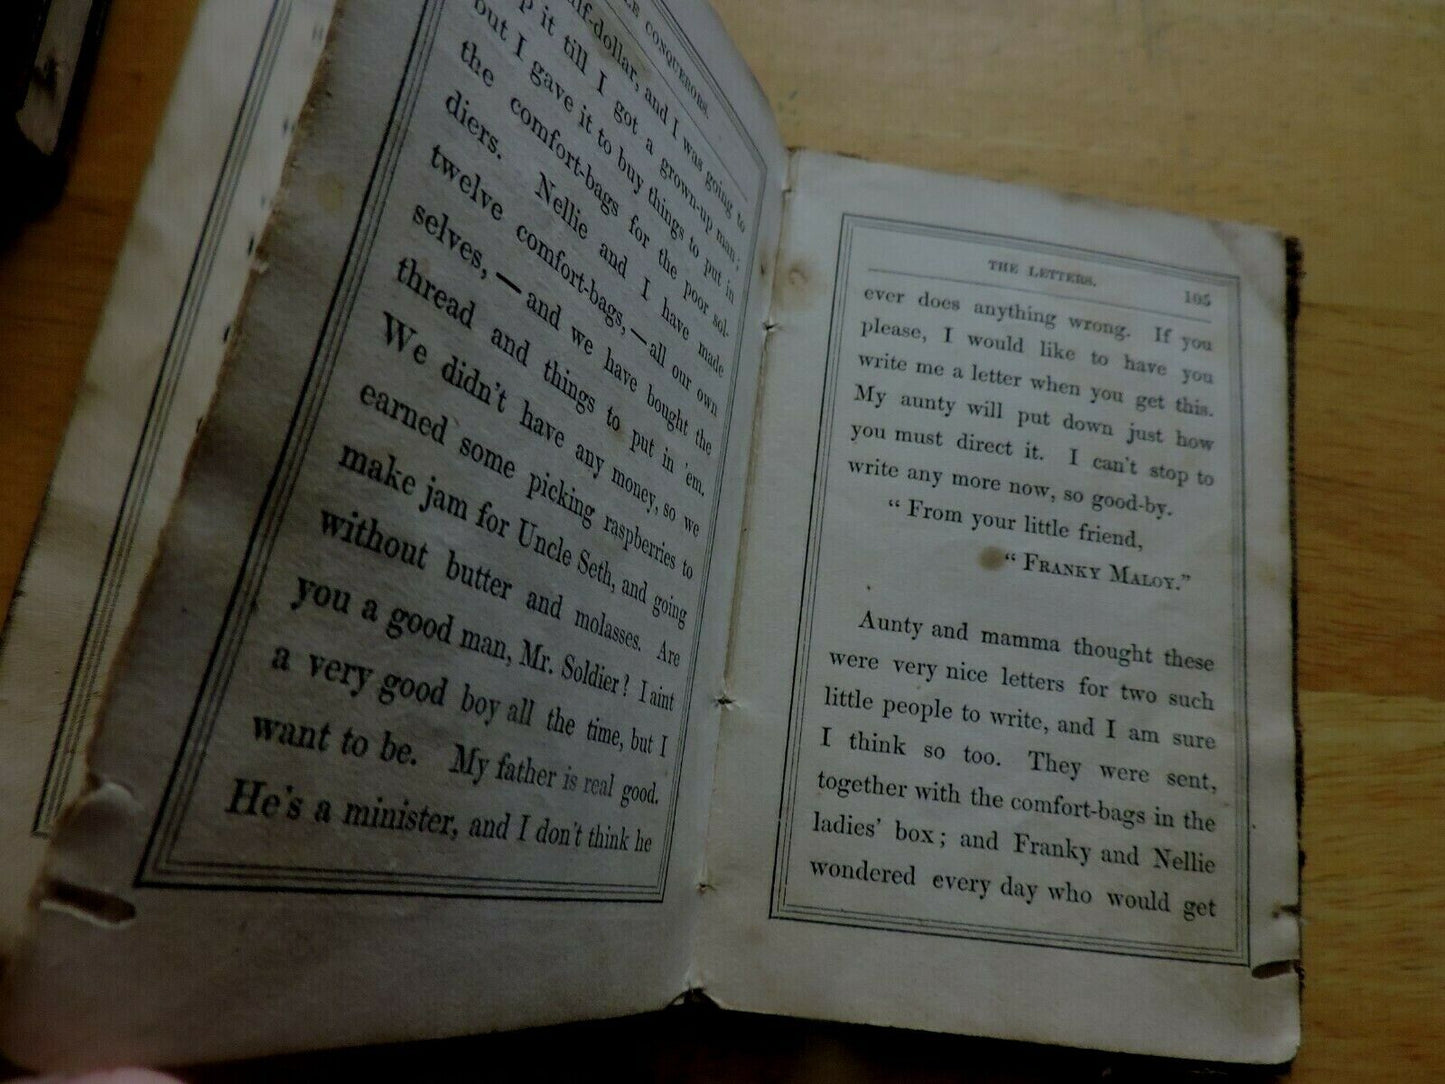 LE CONQUERORS.
half-dollar, and I was going to
it till I got a grown-up man;
but I gave it to buy things to put in
the comfort-bags for the poor sol-
diers. Nellie and I have made
twelve comfort-bags,—all our own
selves,—and we have bought the
thread and things to put in 'em.
We didn't have any money, so we
earned some picking raspberries to
make jam for Uncle Seth, and going
without butter and molasses. Are
you a good man, Mr. Soldier? I aint
a very good boy all the time, but I
want to be. My father is real good.
He's a minister, and I don't think he
THE LETTERS. 105
ever does anything wrong. If you
please, I would like to have you
write me a letter when you get this.
My aunty will put down just how
you must direct it. I can't stop to
write any more now, so good-by.
"From your little friend,
"FRANKY MALOY."
Aunty and mamma thought these
were very nice letters for two such
little people to write, and I am sure
I think so too. They were sent,
together with the comfort-bags in the
ladies' box; and Franky and Nellie
wondered every day who would get